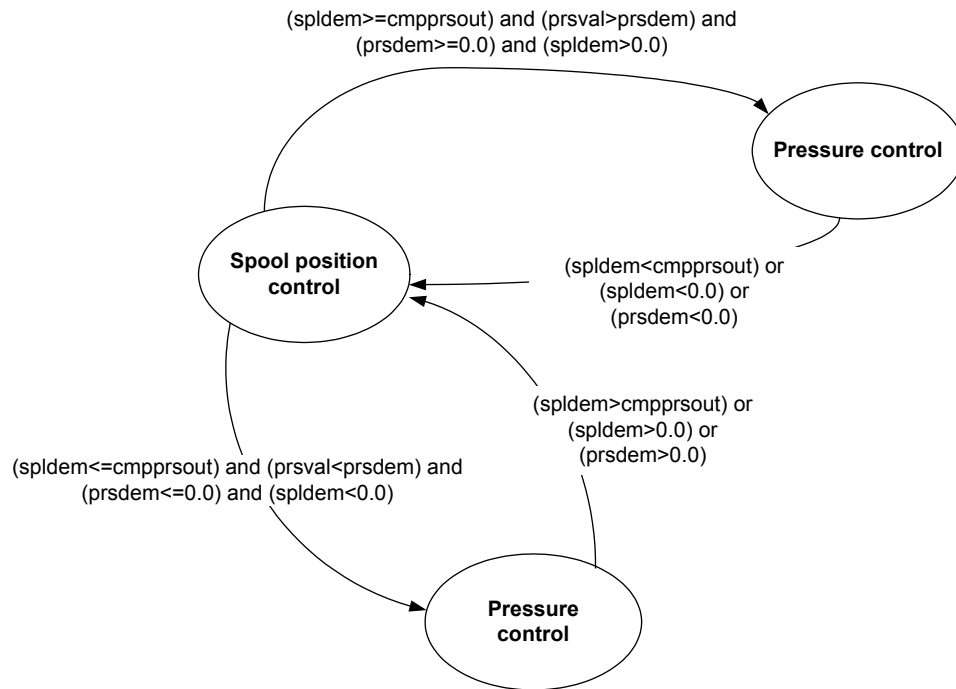 (spldem>=cmpprsout) and (prsval>prsdem) and
(prsdem>=0.0) and (spldem>0.0)
Pressure control
Spool position
control
(spldem<cmpprsout) or
(spldem<0.0) or
(prsdem<0.0)
(spldem>cmpprsout) or
(spldem>0.0) or
(prsdem>0.0)
(spldem<=cmpprsout) and (prsval<prsdem) and
(prsdem<=0.0) and (spldem<0.0)
Pressure
control